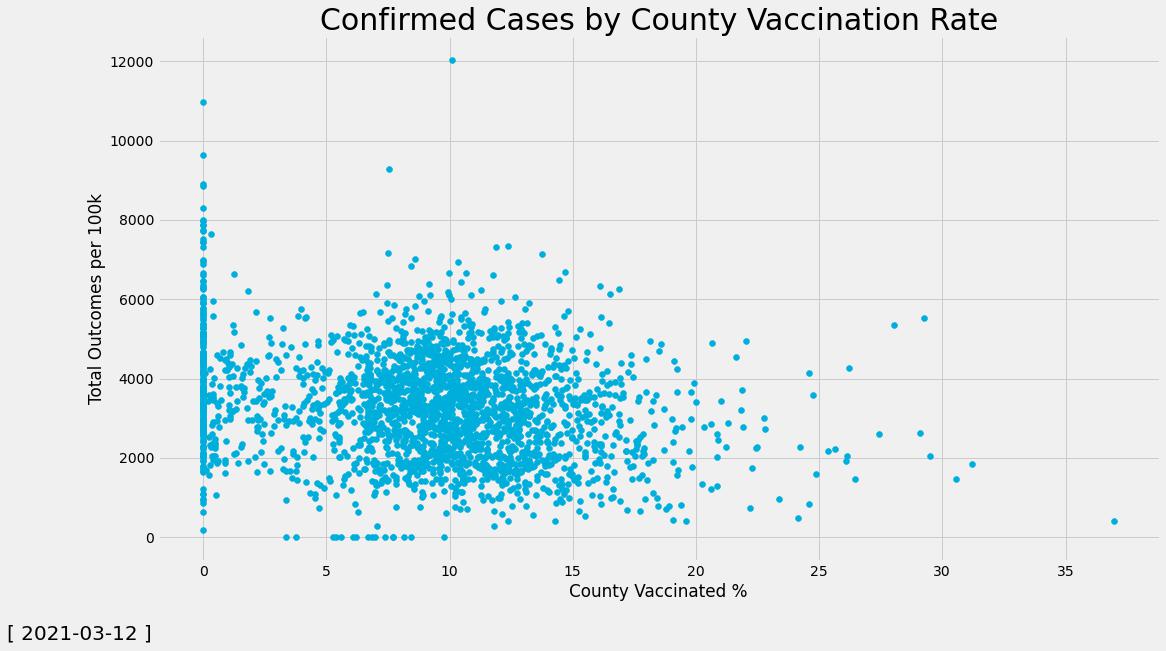 Confirmed Cases by County Vaccination Rate
12000
10000
8000
6000
4000
2000
0
Total Outcomes per 100k
0 5 10 15 20 25 30 35
County Vaccinated %
[ 2021-03-12 ]